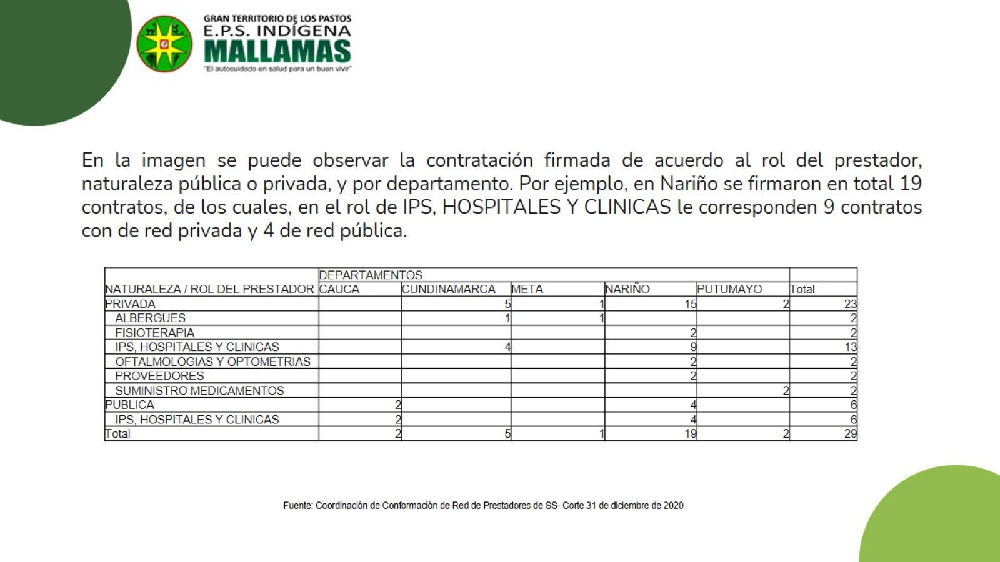 GRAN TERRITORIO DE LOS PASTOS
E.P.S. INDÍGENA
MALLAMAS
"El autocuidado en salud para un buen vivir"
En la imagen se puede observar la contratación firmada de acuerdo al rol del prestador,
naturaleza pública o privada, y por departamento. Por ejemplo, en Nariño se firmaron en total 19
contratos, de los cuales, en el rol de IPS, HOSPITALES Y CLINICAS le corresponden 9 contratos
con de red privada y 4 de red pública.
DEPARTAMENTOS
NATURALEZA / ROL DEL PRESTADOR CAUCA CUNDINAMARCA META NARIÑO PUTUMAYO Total
PRIVADA 5 1 15 2 23
ALBERGUES 1 1 2
FISIOTERAPIA 2 2
IPS, HOSPITALES Y CLINICAS 4 9 13
OFTALMOLOGIAS Y OPTOMETRIAS 2 2
PROVEEDORES 2 2
SUMINISTRO MEDICAMENTOS 2 2
PUBLICA 2 4 6
IPS, HOSPITALES Y CLINICAS 2 4 6
Total 2 5 1 19 2 29
Fuente: Coordinación de Conformación de Red de Prestadores de SS- Corte 31 de diciembre de 2020